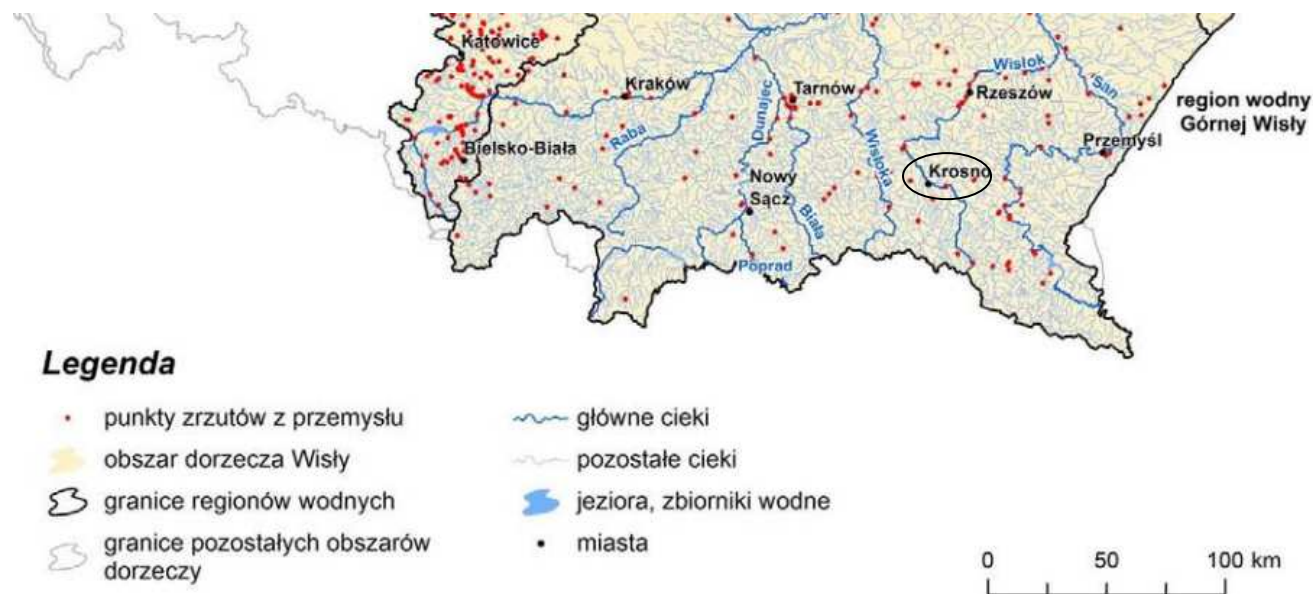 Katowice
Kraków
Tarnów
Wisłok
Rzeszów
San
region wodny
Górnej Wisły
Dunajec
Raba
Bielsko-Biała
Wisłoka
Przemyśl
Krosno
Nowy
Sącz
Biała
Poprad
Legenda
punkty zrzutów z przemysłu
główne cieki
obszar dorzecza Wisły
pozostałe cieki
granice regionów wodnych
jeziora, zbiorniki wodne
granice pozostałych obszarów
dorzeczy
miasta
0 50 100 km